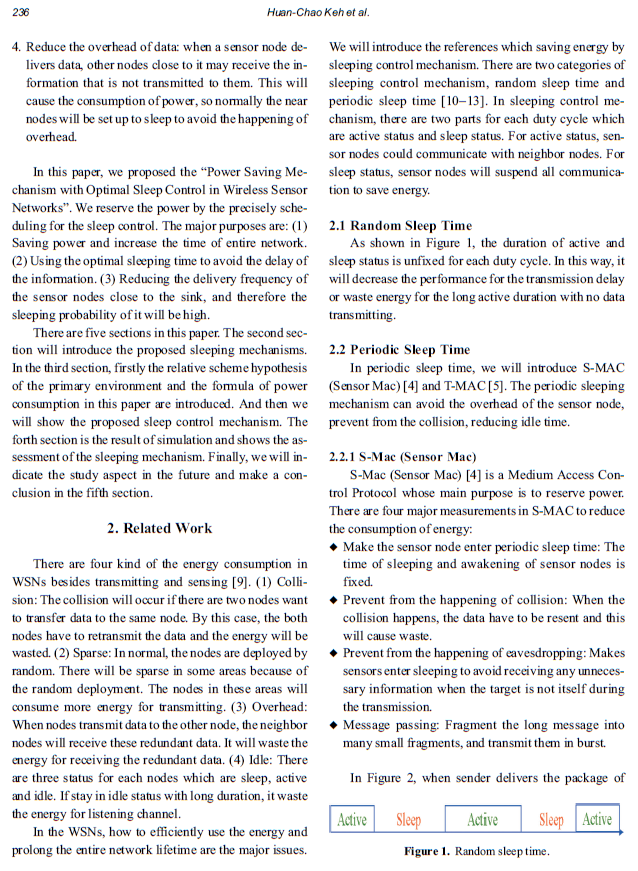 236
Huan-Chao Keh et al.
4. Reduce the overhead of data: when a sensor node de-
livers data, other nodes close to it may receive the in-
formation that is not transmitted to them. This will
cause the consumption of power, so normally the near
nodes will be set up to sleep to avoid the happening of
overhead.
In this paper, we proposed the “Power Saving Me-
chanism with Optimal Sleep Control in Wireless Sensor
Networks”. We reserve the power by the precisely sche-
duling for the sleep control. The major purposes are: (1)
Saving power and increase the time of entire network.
(2) Using the optimal sleeping time to avoid the delay of
the information. (3) Reducing the delivery frequency of
the sensor nodes close to the sink, and therefore the
sleeping probability of it will be high.
There are five sections in this paper. The second sec-
tion will introduce the proposed sleeping mechanisms.
In the third section, firstly the relative scheme hypothesis
of the primary environment and the formula of power
consumption in this paper are introduced. And then we
will show the proposed sleep control mechanism. The
forth section is the result of simulation and shows the as-
sessment of the sleeping mechanism. Finally, we will in-
dicate the study aspect in the future and make a con-
clusion in the fifth section.
2. Related Work
There are four kind of the energy consumption in
WSNs besides transmitting and sensing [9]. (1) Colli-
sion: The collision will occur if there are two nodes want
to transfer data to the same node. By this case, the both
nodes have to retransmit the data and the energy will be
wasted. (2) Sparse: In normal, the nodes are deployed by
random. There will be sparse in some areas because of
the random deployment. The nodes in these areas will
consume more energy for transmitting. (3) Overhead:
When nodes transmit data to the other node, the neighbor
nodes will receive these redundant data. It will waste the
energy for receiving the redundant data. (4) Idle: There
are three status for each nodes which are sleep, active
and idle. If stay in idle status with long duration, it waste
the energy for listening channel.
In the WSNs, how to efficiently use the energy and
prolong the entire network lifetime are the major issues.
We will introduce the references which saving energy by
sleeping control mechanism. There are two categories of
sleeping control mechanism, random sleep time and
periodic sleep time [10–13]. In sleeping control me-
chanism, there are two parts for each duty cycle which
are active status and sleep status. For active status, sen-
sor nodes could communicate with neighbor nodes. For
sleep status, sensor nodes will suspend all communica-
tion to save energy.
2.1 Random Sleep Time
As shown in Figure 1, the duration of active and
sleep status is unfixed for each duty cycle. In this way, it
will decrease the performance for the transmission delay
or waste energy for the long active duration with no data
transmitting.
2.2 Periodic Sleep Time
In periodic sleep time, we will introduce S-MAC
(Sensor Mac) [4] and T-MAC [5]. The periodic sleeping
mechanism can avoid the overhead of the sensor node,
prevent from the collision, reducing idle time.
2.2.1 S-Mac (Sensor Mac)
S-Mac (Sensor Mac) [4] is a Medium Access Con-
trol Protocol whose main purpose is to reserve power.
There are four major measurements in S-MAC to reduce
the consumption of energy:
◆ Make the sensor node enter periodic sleep time: The
time of sleeping and awakening of sensor nodes is
fixed.
◆ Prevent from the happening of collision: When the
collision happens, the data have to be resent and this
will cause waste.
◆ Prevent from the happening of eavesdropping: Makes
sensors enter sleeping to avoid receiving any unneces-
sary information when the target is not itself during
the transmission.
◆ Message passing: Fragment the long message into
many small fragments, and transmit them in burst.
In Figure 2, when sender delivers the package of
Active Sleep Active Sleep Active
Figure 1. Random sleep time.